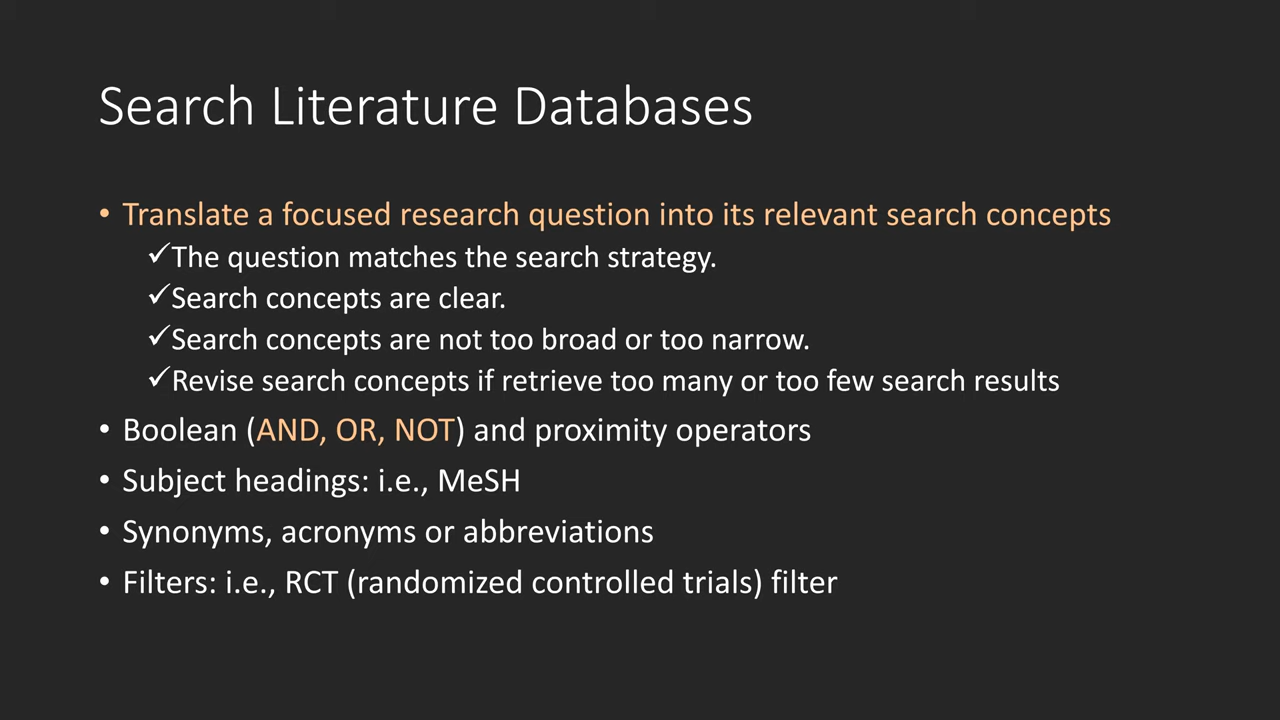 Search Literature Databases
• Translate a focused research question into its relevant search concepts
✓The question matches the search strategy.
✓Search concepts are clear.
✓Search concepts are not too broad or too narrow.
✓Revise search concepts if retrieve too many or too few search results
• Boolean (AND, OR, NOT) and proximity operators
• Subject headings: i.e., MeSH
• Synonyms, acronyms or abbreviations
• Filters: i.e., RCT (randomized controlled trials) filter